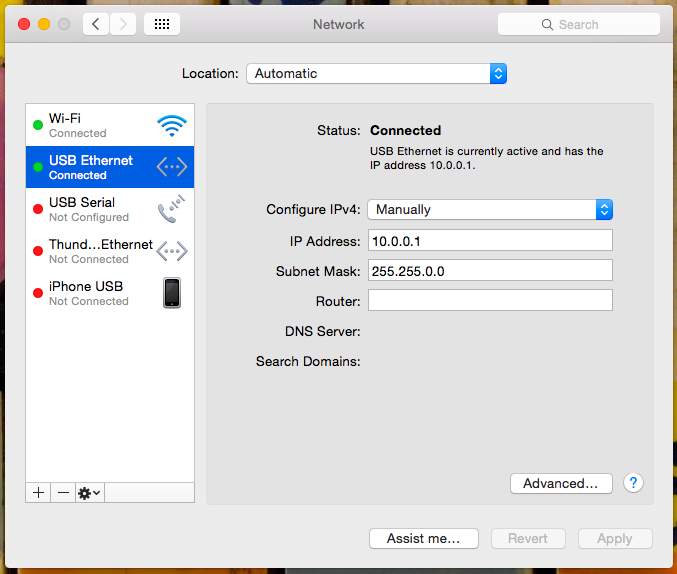 Network
Search
Location: Automatic
Wi-Fi
Connected
USB Ethernet
Connected
USB Serial
Not Configured
Thund...Ethernet
Not Connected
iPhone USB
Not Connected
Status: Connected
USB Ethernet is currently active and has the
IP address 10.0.0.1.
Configure IPv4: Manually
IP Address: 10.0.0.1
Subnet Mask: 255.255.0.0
Router:
DNS Server:
Search Domains:
Advanced...
?
Assist me...
Revert
Apply